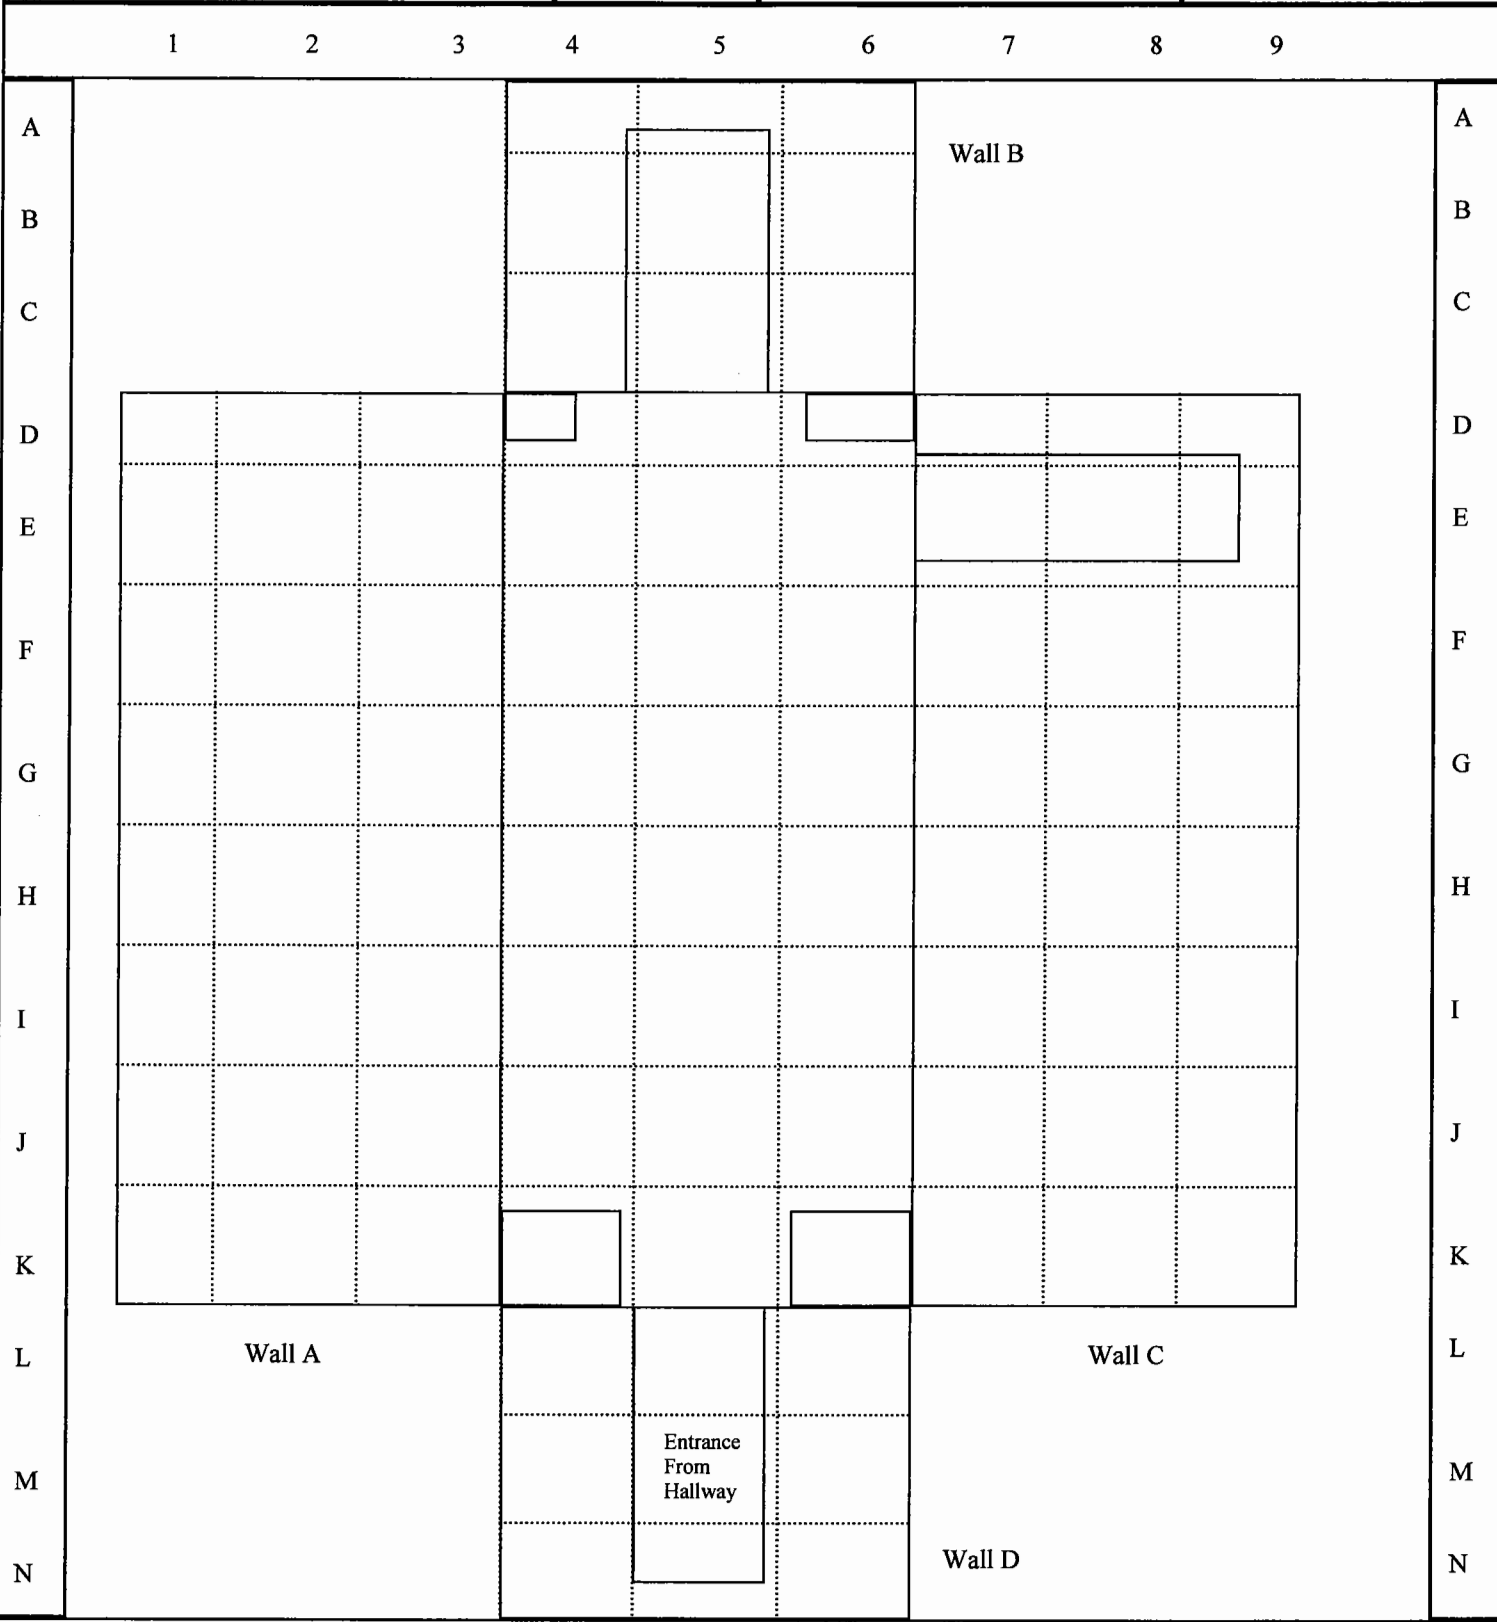 1 2 3 4 5 6 7 8 9
A A
Wall B
B B
C C
D D
E E
F F
G G
H H
I I
J J
K K
L Wall A Wall C L
Entrance
From
M M
Hallway
Wall D
N N